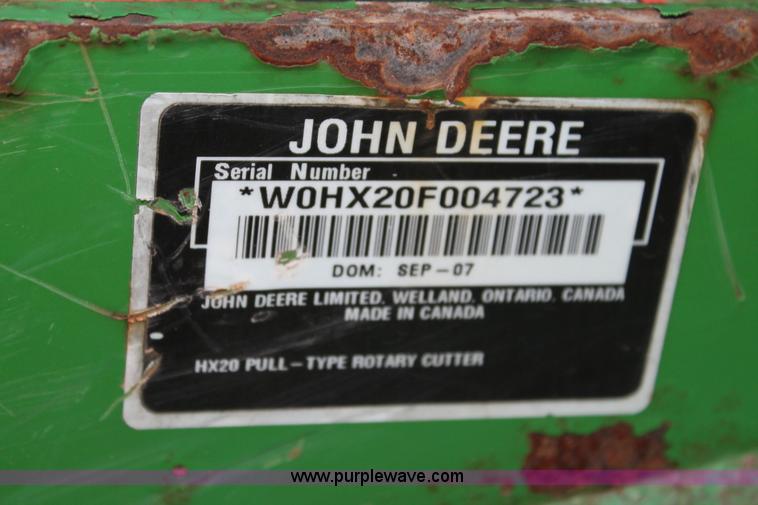 JOHN DEERE
Serial Number
*W0HX20F004723*
DOM: SEP-07
JOHN DEERE LIMITED. WELLAND. ONTARIO. CANADA
MADE IN CANADA
HX20 PULL-TYPE ROTARY CUTTER
www.purplewave.com